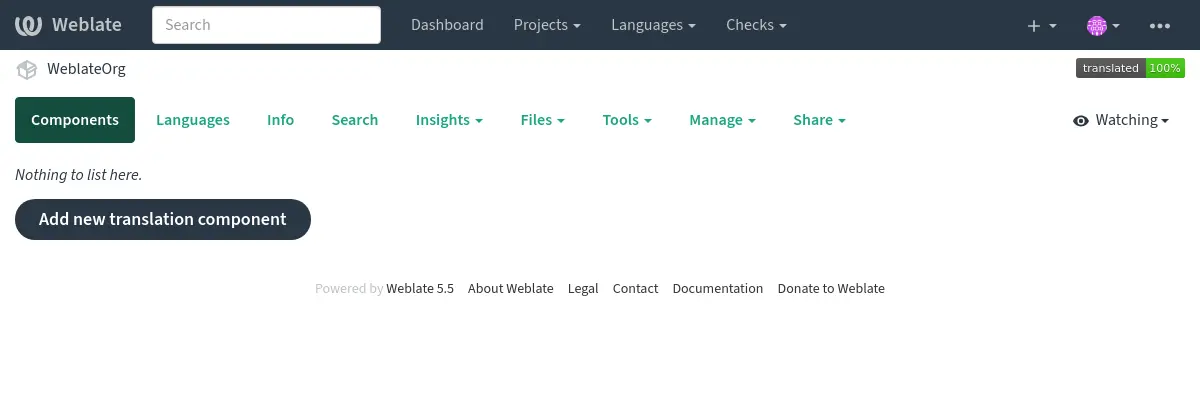 Weblate Search Dashboard Projects Languages Checks
WeblateOrg translated 100%
Components Languages Info Search Insights Files Tools Manage Share Watching
Nothing to list here.
Add new translation component
Powered by Weblate 5.5 About Weblate Legal Contact Documentation Donate to Weblate